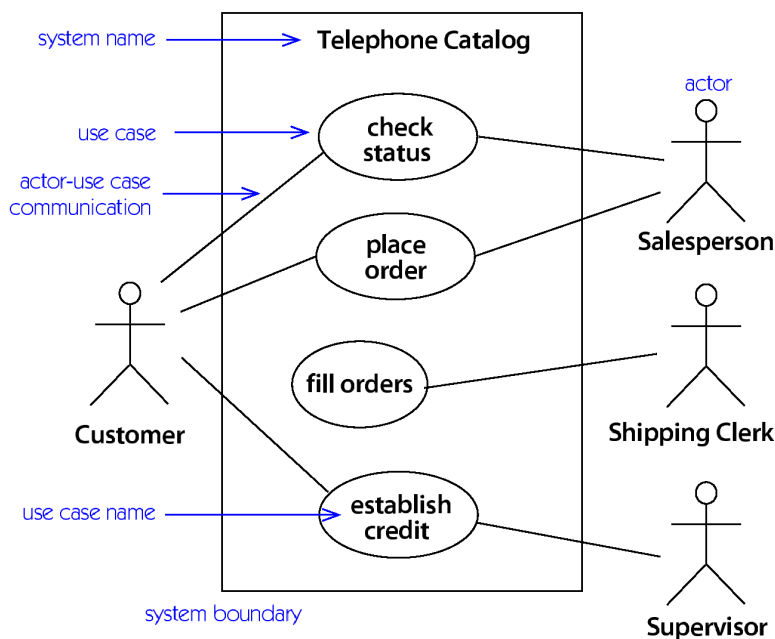 system name
Telephone Catalog
actor
use case
check
status
actor-use case
communication
place
order
Salesperson
fill orders
Customer
Shipping Clerk
use case name
establish
credit
system boundary
Supervisor